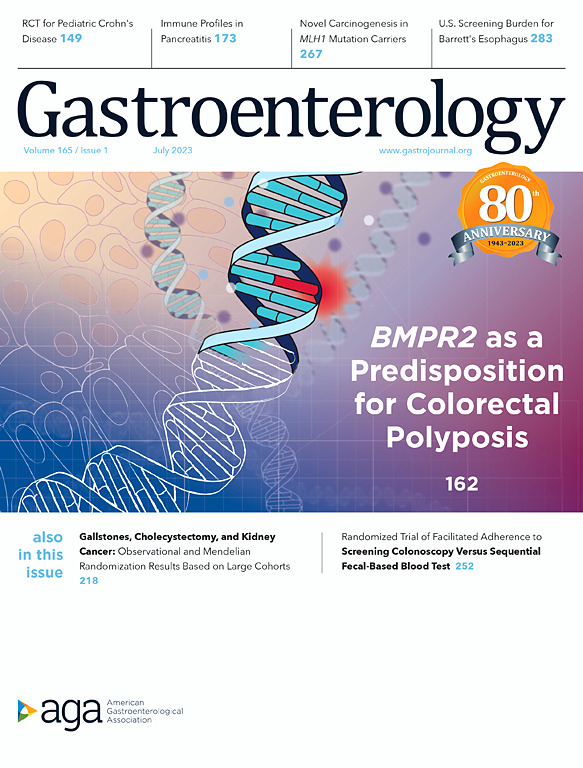 RCT for Pediatric Crohn's
Disease 149
Immune Profiles in
Pancreatitis 173
Novel Carcinogenesis in
MLH1 Mutation Carriers
267
U.S. Screening Burden for
Barrett's Esophagus 283
Gastroenterology
Volume 165 / Issue 1
July 2023
www.gastrojournal.org
GASTROENTEROLOGY
80th
ANNIVERSARY
1943-2023
BMPR2 as a
Predisposition
for Colorectal
Polyposis
162
also
in this
issue
Gallstones, Cholecystectomy, and Kidney
Cancer: Observational and Mendelian
Randomization Results Based on Large Cohorts
218
Randomized Trial of Facilitated Adherence to
Screening Colonoscopy Versus Sequential
Fecal-Based Blood Test 252
aga
American
Gastroenterological
Association